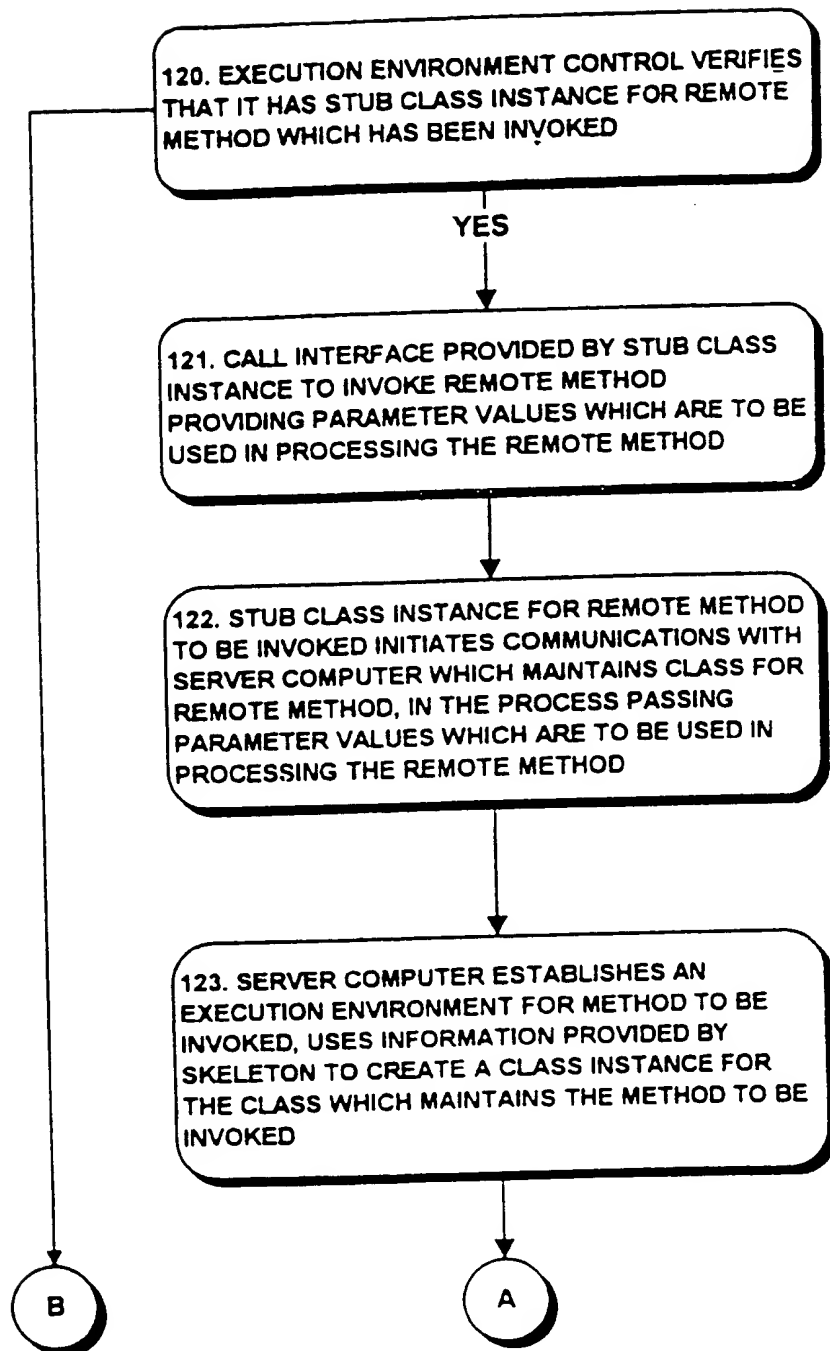 120. EXECUTION ENVIRONMENT CONTROL VERIFIES
THAT IT HAS STUB CLASS INSTANCE FOR REMOTE
METHOD WHICH HAS BEEN INVOKED
YES
121. CALL INTERFACE PROVIDED BY STUB CLASS
INSTANCE TO INVOKE REMOTE METHOD
PROVIDING PARAMETER VALUES WHICH ARE TO BE
USED IN PROCESSING THE REMOTE METHOD
122. STUB CLASS INSTANCE FOR REMOTE METHOD
TO BE INVOKED INITIATES COMMUNICATIONS WITH
SERVER COMPUTER WHICH MAINTAINS CLASS FOR
REMOTE METHOD, IN THE PROCESS PASSING
PARAMETER VALUES WHICH ARE TO BE USED IN
PROCESSING THE REMOTE METHOD
123. SERVER COMPUTER ESTABLISHES AN
EXECUTION ENVIRONMENT FOR METHOD TO BE
INVOKED, USES INFORMATION PROVIDED BY
SKELETON TO CREATE A CLASS INSTANCE FOR
THE CLASS WHICH MAINTAINS THE METHOD TO BE
INVOKED
B
A